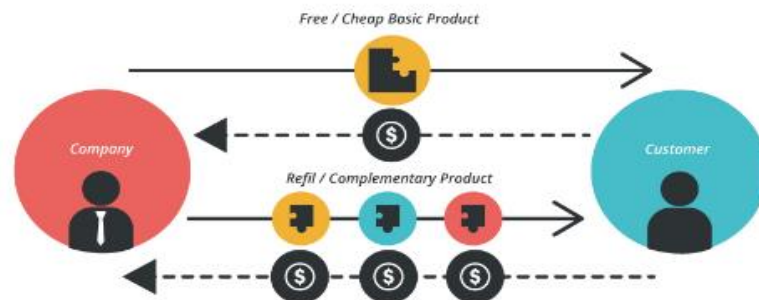 Free / Cheap Basic Product
$
Company
Customer
Refil / Complementary Product
$ $ $